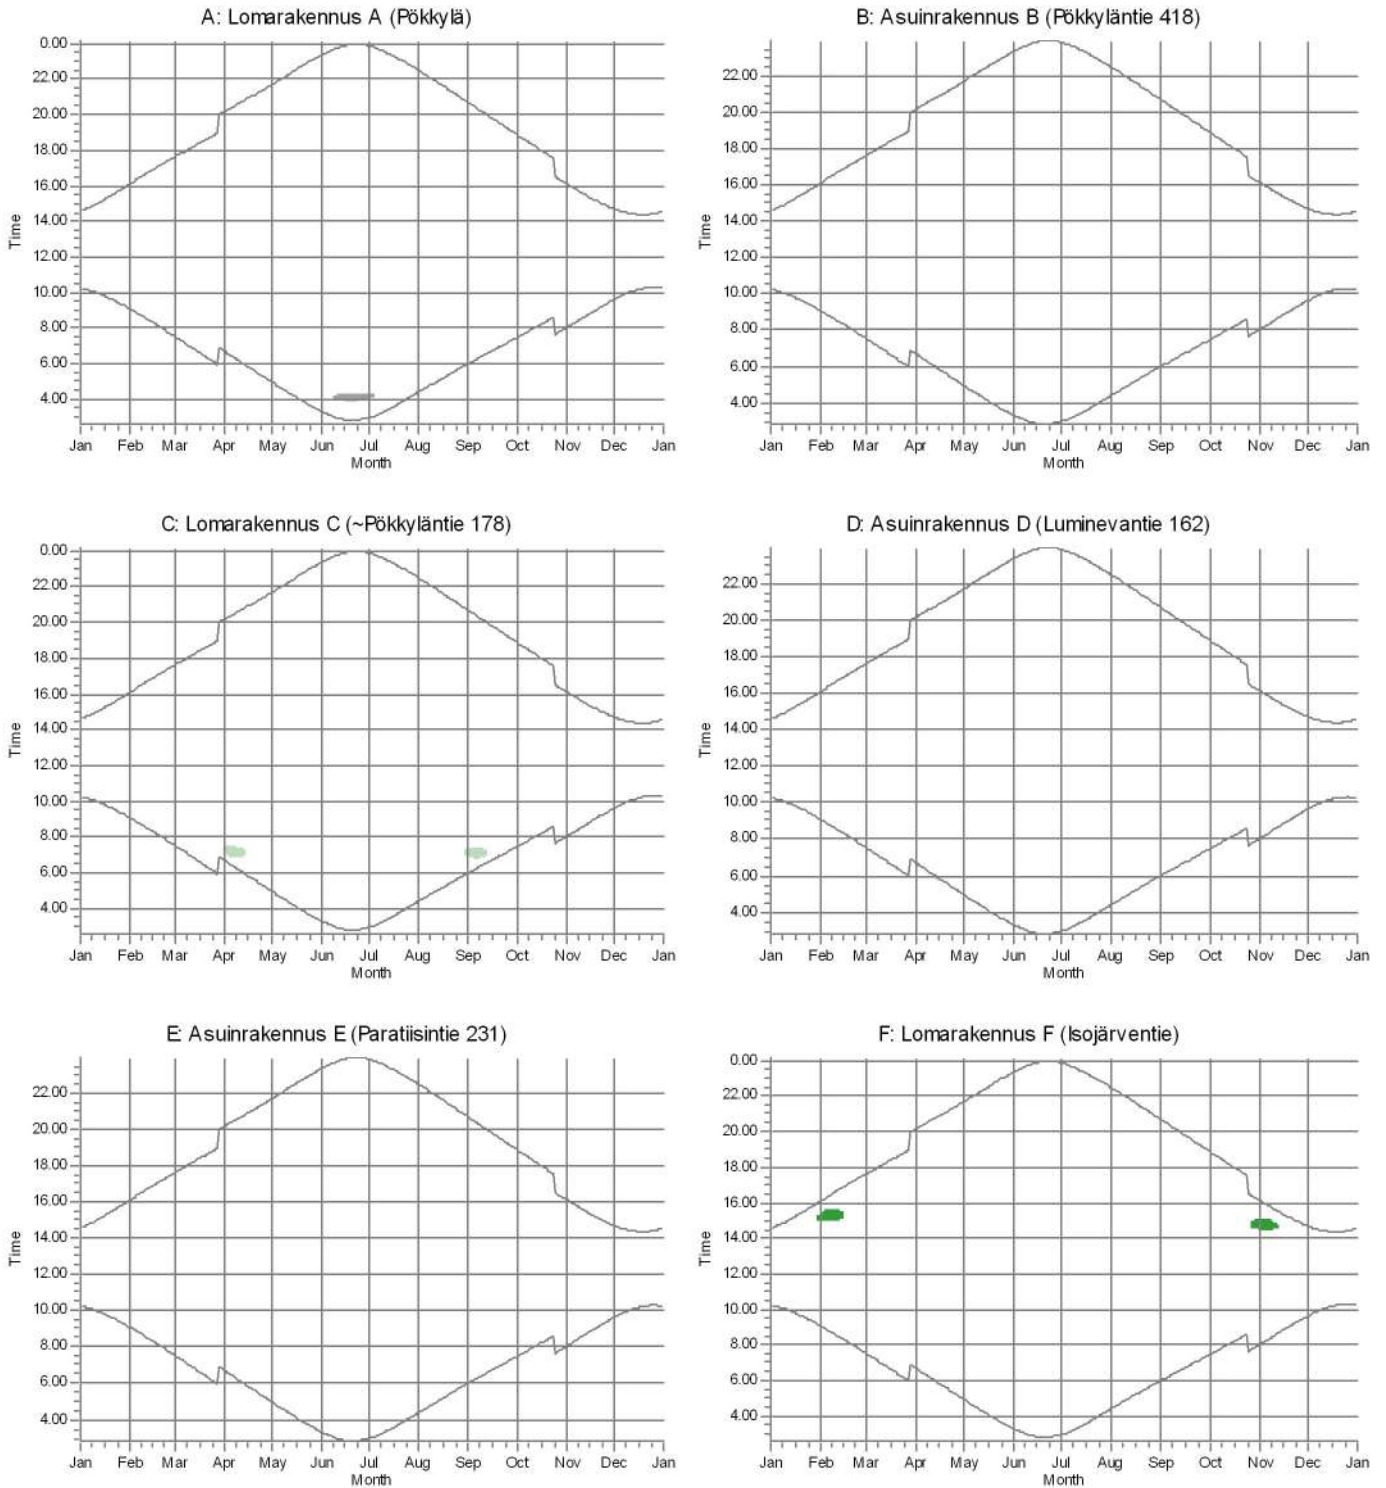 A: Lomarakennus A (Pökkylä)
0.00
22.00
20.00
18.00
16.00
14.00
12.00
10.00
8.00
6.00
4.00
Time
Jan Feb Mar Apr May Jun Jul Aug Sep Oct Nov Dec Jan
Month
B: Asuinrakennus B (Pökkyläntie 418)
22.00
20.00
18.00
16.00
14.00
12.00
10.00
8.00
6.00
4.00
Time
Jan Feb Mar Apr May Jun Jul Aug Sep Oct Nov Dec Jan
Month
C: Lomarakennus C (~Pökkyläntie 178)
0.00
22.00
20.00
18.00
16.00
14.00
12.00
10.00
8.00
6.00
4.00
Time
Jan Feb Mar Apr May Jun Jul Aug Sep Oct Nov Dec Jan
Month
D: Asuinrakennus D (Luminevantie 162)
22.00
20.00
18.00
16.00
14.00
12.00
10.00
8.00
6.00
4.00
Time
Jan Feb Mar Apr May Jun Jul Aug Sep Oct Nov Dec Jan
Month
E: Asuinrakennus E (Paratiisintie 231)
22.00
20.00
18.00
16.00
14.00
12.00
10.00
8.00
6.00
4.00
Time
Jan Feb Mar Apr May Jun Jul Aug Sep Oct Nov Dec Jan
Month
F: Lomarakennus F (Isojärventie)
0.00
22.00
20.00
18.00
16.00
14.00
12.00
10.00
8.00
6.00
4.00
Time
Jan Feb Mar Apr May Jun Jul Aug Sep Oct Nov Dec Jan
Month